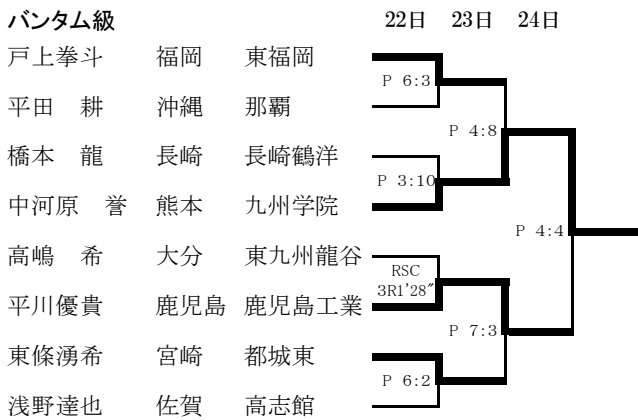 バンタム級 22日 23日 24日
戸上拳斗 福岡 東福岡
P 6:3
平田 耕 沖縄 那覇
P 4:8
橋本 龍 長崎 長崎鶴洋
P 3:10
中河原 誉 熊本 九州学院
P 4:4
高嶋 希 大分 東九州龍谷
RSC
3R1'28"
平川優貴 鹿児島 鹿児島工業
P 7:3
東條湧希 宮崎 都城東
P 6:2
浅野達也 佐賀 高志館